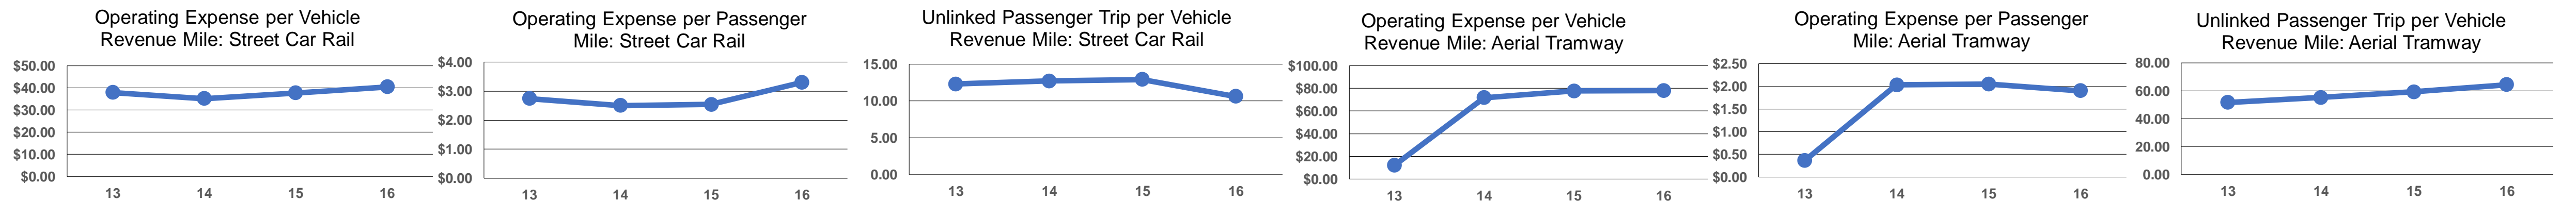 Operating Expense per Vehicle
Revenue Mile: Street Car Rail
$50.00
$40.00
$30.00
$20.00
$10.00
$0.00
13 14 15 16
Operating Expense per Passenger
Mile: Street Car Rail
$4.00
$3.00
$2.00
$1.00
$0.00
13 14 15 16
Unlinked Passenger Trip per Vehicle
Revenue Mile: Street Car Rail
15.00
10.00
5.00
0.00
13 14 15 16
Operating Expense per Vehicle
Revenue Mile: Aerial Tramway
$100.00
$80.00
$60.00
$40.00
$20.00
$0.00
13 14 15 16
Operating Expense per Passenger
Mile: Aerial Tramway
$2.50
$2.00
$1.50
$1.00
$0.50
$0.00
13 14 15 16
Unlinked Passenger Trip per Vehicle
Revenue Mile: Aerial Tramway
80.00
60.00
40.00
20.00
0.00
13 14 15 16